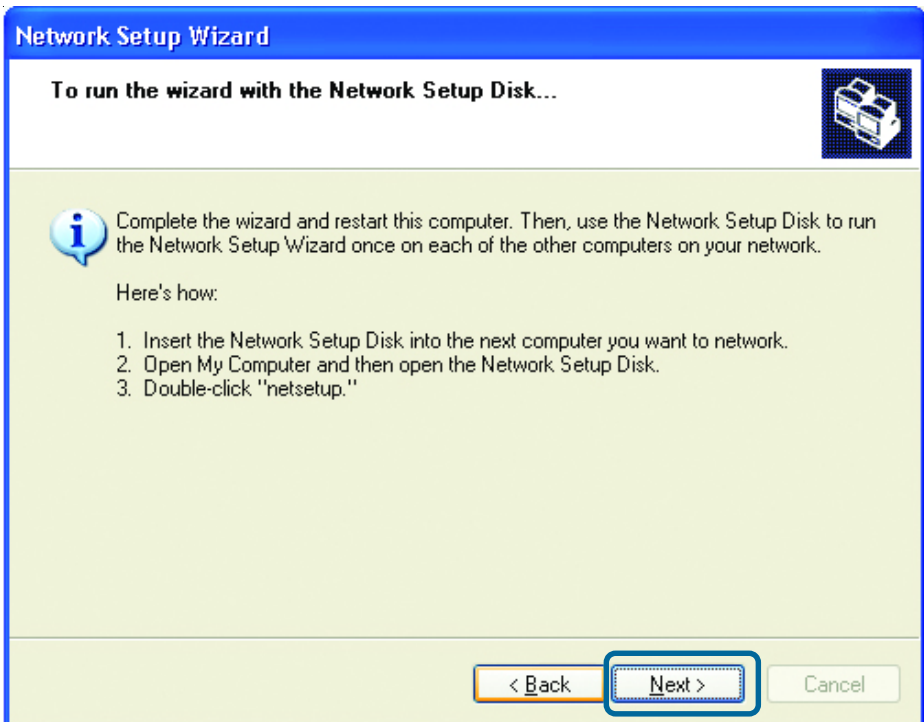 Network Setup Wizard
To run the wizard with the Network Setup Disk...
Complete the wizard and restart this computer. Then, use the Network Setup Disk to run
the Network Setup Wizard once on each of the other computers on your network.
Here's how:
1. Insert the Network Setup Disk into the next computer you want to network.
2. Open My Computer and then open the Network Setup Disk.
3. Double-click "netsetup."
< Back Next > Cancel